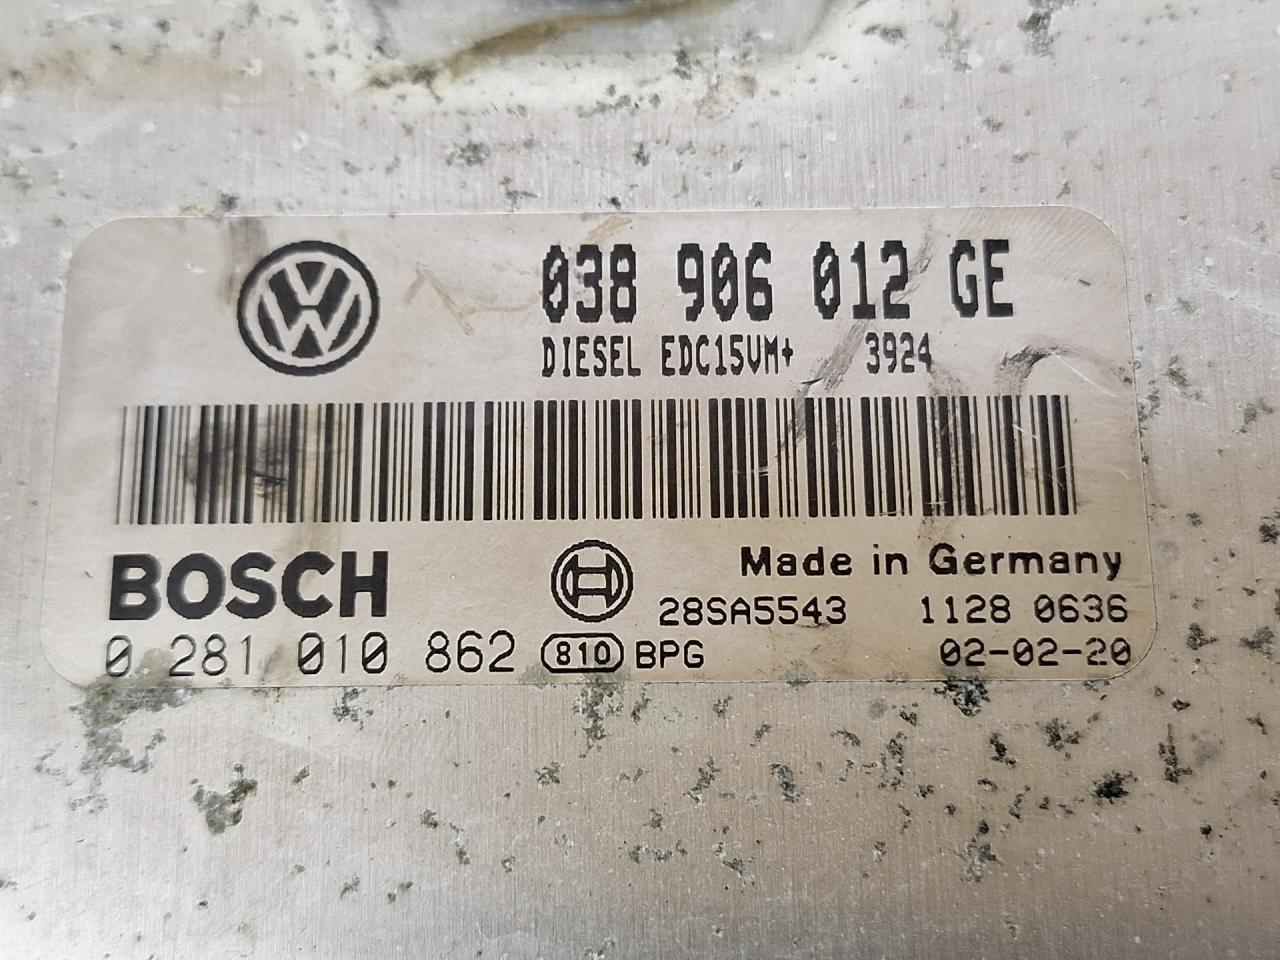 038 906 012 GE
DIESEL EDC15VM+ 3924
BOSCH
Made in Germany
28SA5543 1128 0636
0 281 010 862 810 BPG 02-02-20